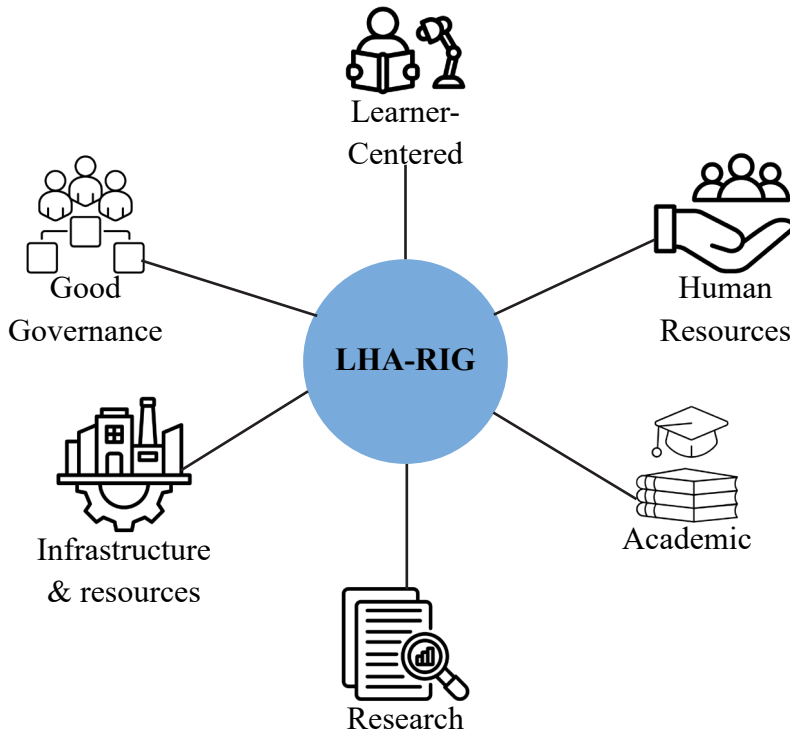 Learner-
Centered
Human
Resources
Academic
Research
Infrastructure
& resources
Good
Governance
LHA-RIG